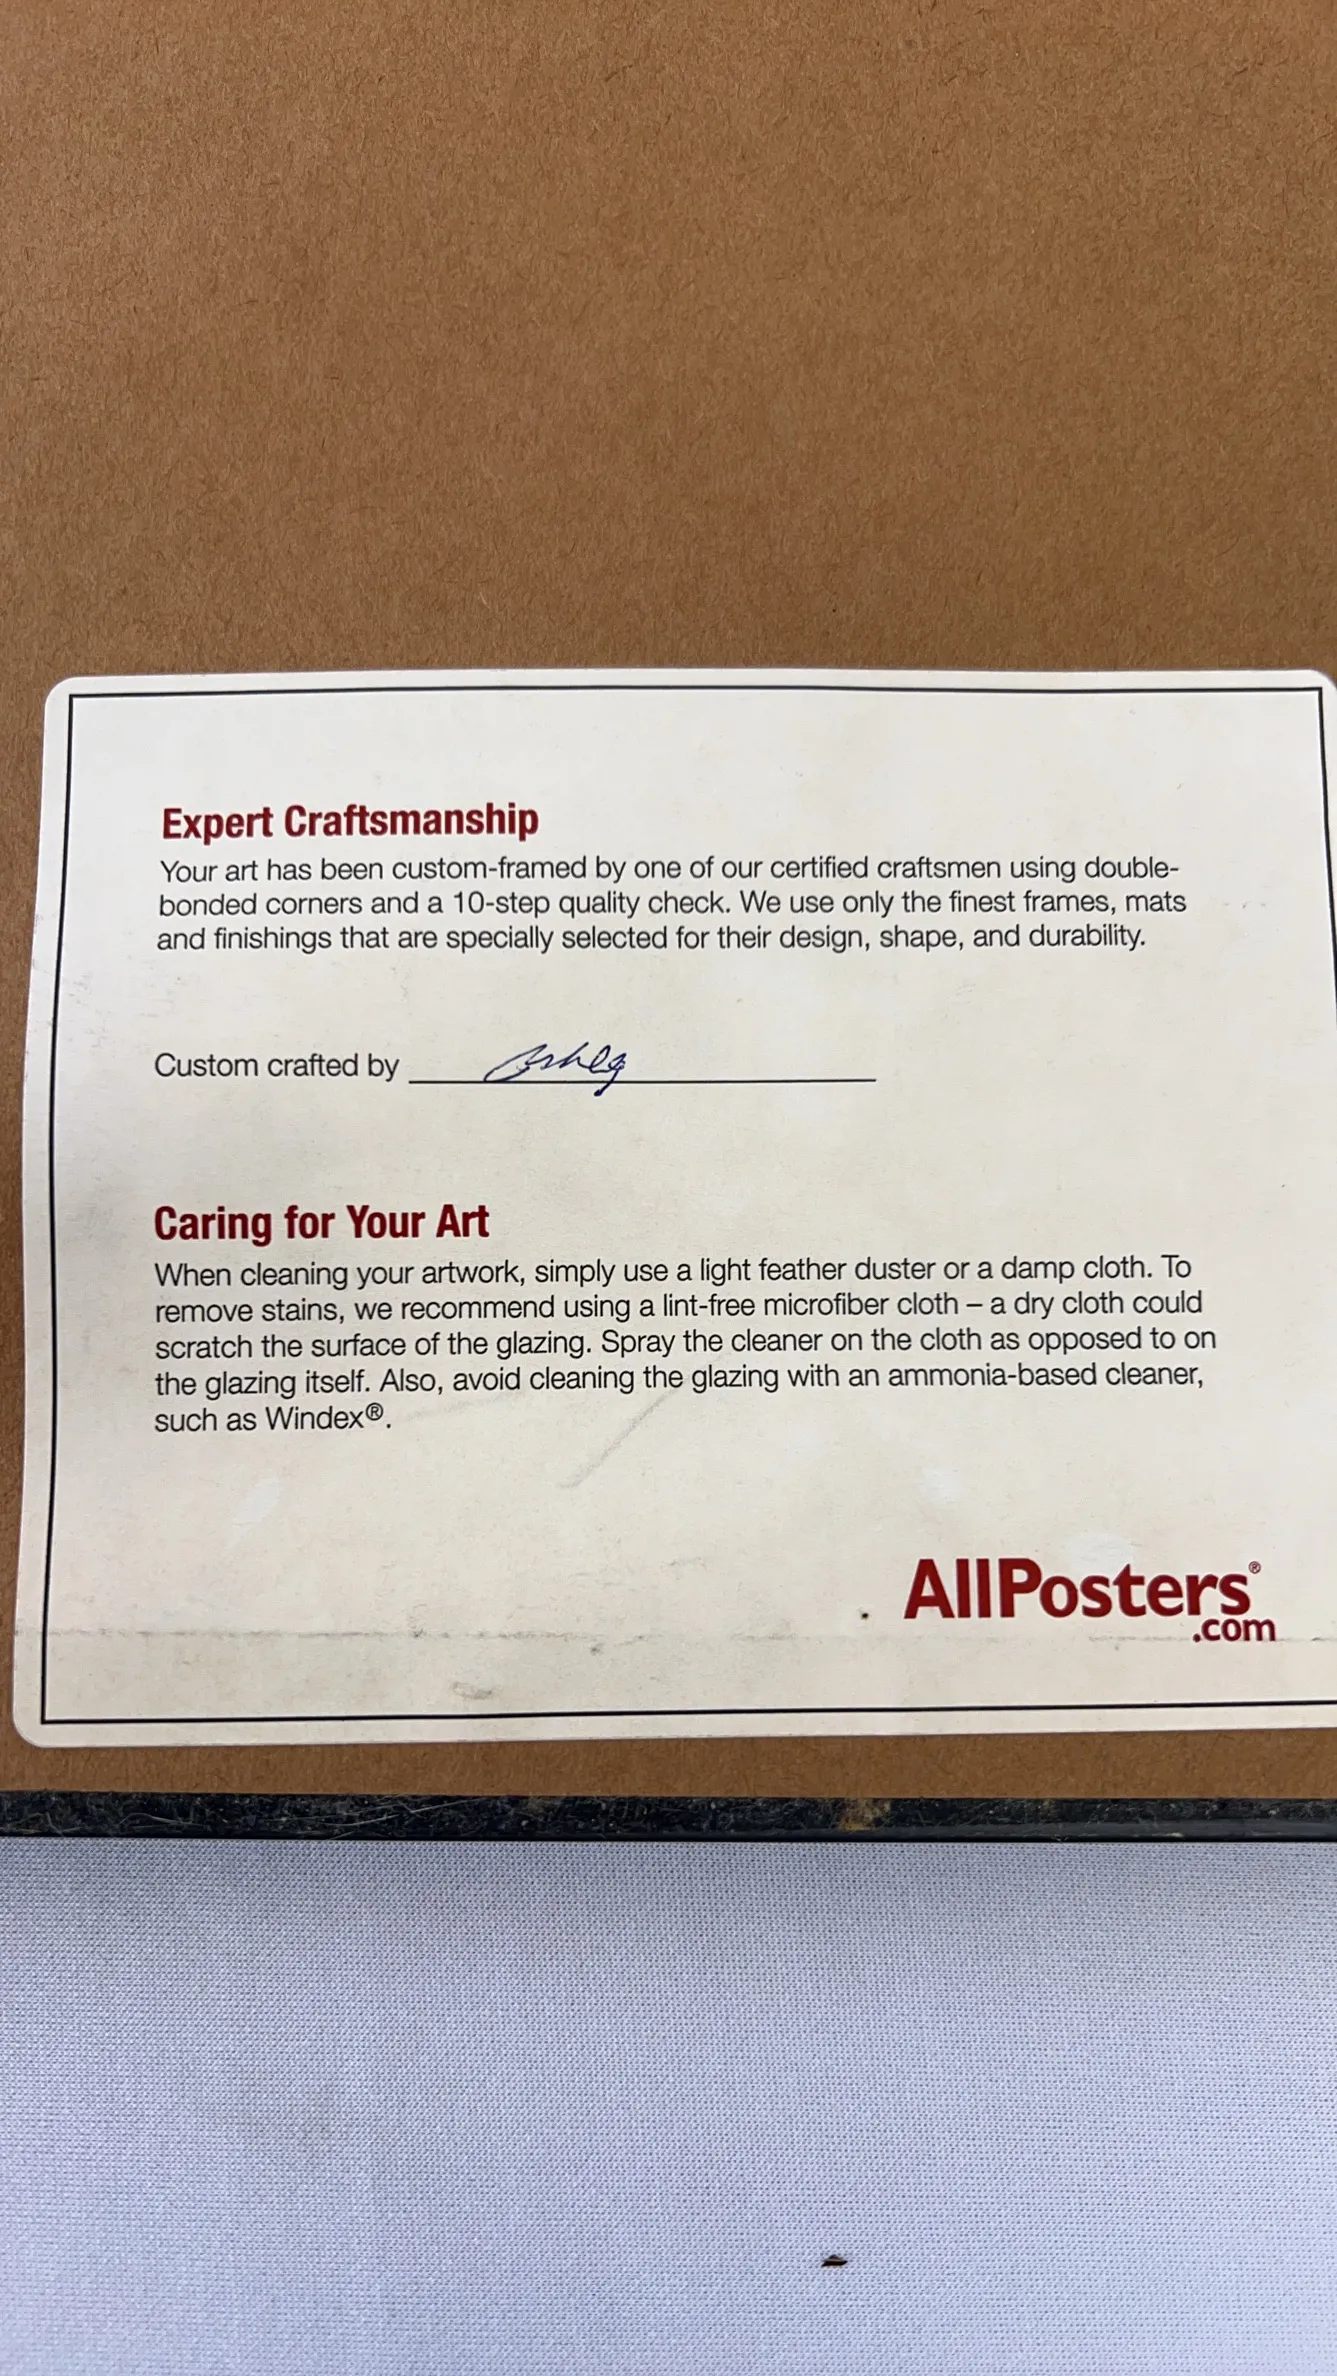 Expert Craftsmanship
Your art has been custom-framed by one of our certified craftsmen using double-
bonded corners and a 10-step quality check. We use only the finest frames, mats
and finishings that are specially selected for their design, shape, and durability.
Custom crafted by
Caring for Your Art
When cleaning your artwork, simply use a light feather duster or a damp cloth. To
remove stains, we recommend using a lint-free microfiber cloth – a dry cloth could
scratch the surface of the glazing. Spray the cleaner on the cloth as opposed to on
the glazing itself. Also, avoid cleaning the glazing with an ammonia-based cleaner,
such as Windex®.
AllPosters®
.com